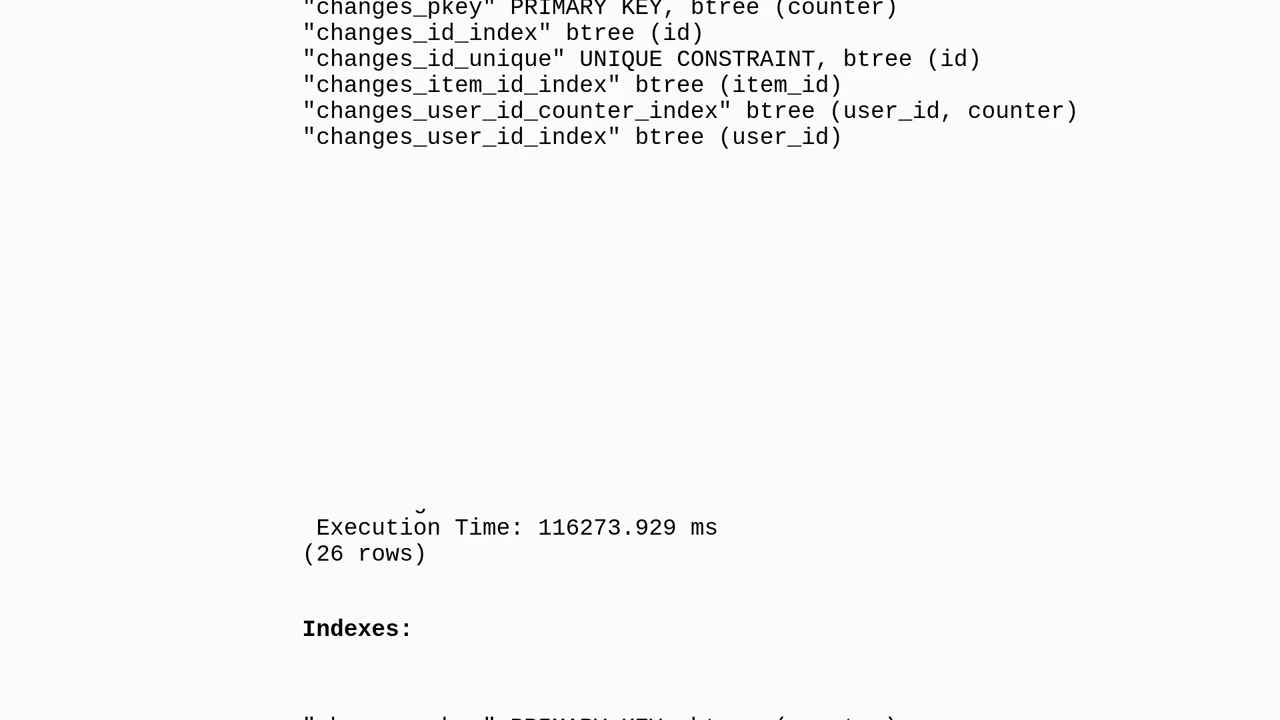 "changes_pkey" PRIMARY KEY, btree (counter)
"changes_id_index" btree (id)
"changes_id_unique" UNIQUE CONSTRAINT, btree (id)
"changes_item_id_index" btree (item_id)
"changes_user_id_counter_index" btree (user_id, counter)
"changes_user_id_index" btree (user_id)
Execution Time: 116273.929 ms
(26 rows)
Indexes: